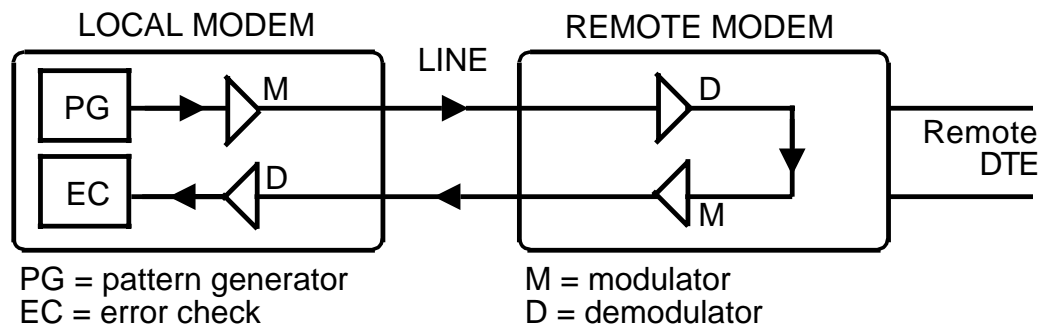 LOCAL MODEM
REMOTE MODEM
LINE
PG
M
D
Remote
DTE
EC
D
M
PG = pattern generator
EC = error check
M = modulator
D = demodulator